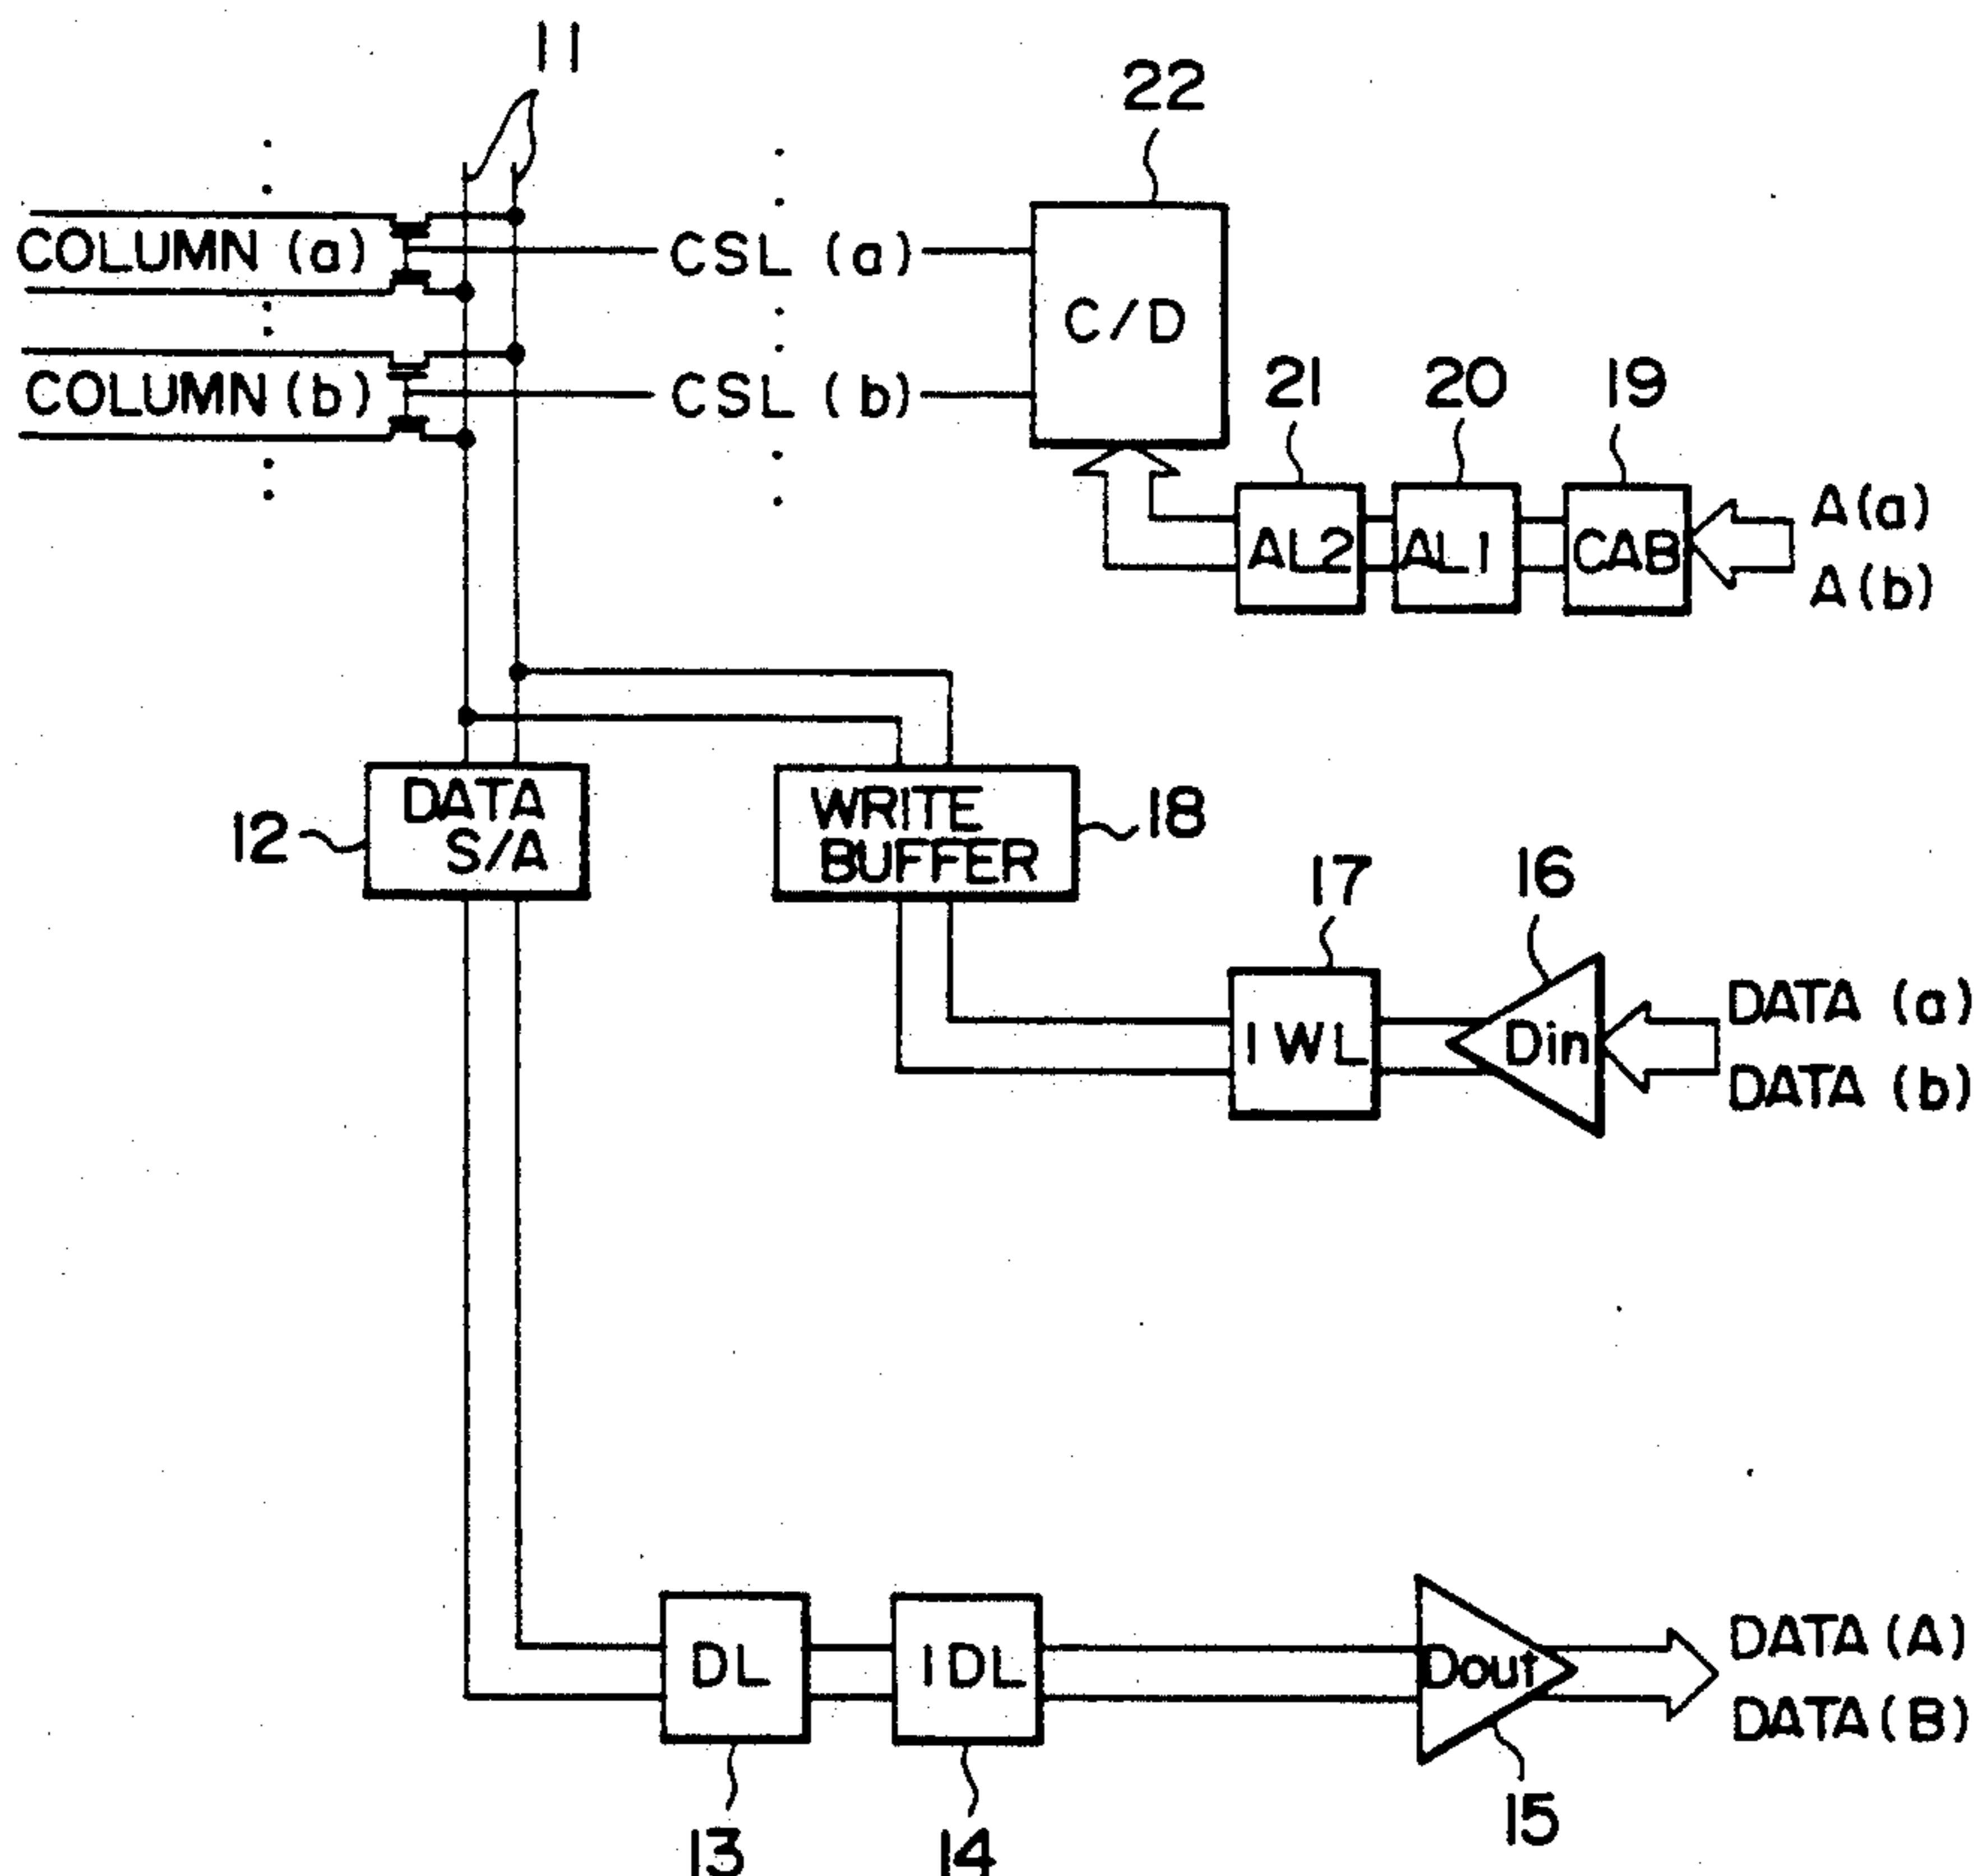 11
22
COLUMN (a)
CSL (a)
C/D
COLUMN (b)
CSL (b)
21
20
19
AL2
AL1
CAB
A(a)
A(b)
12
DATA
S/A
WRITE
BUFFER
18
17
16
IWL
Din
DATA (a)
DATA (b)
DL
IDL
Dout
DATA (A)
DATA (B)
13
14
15